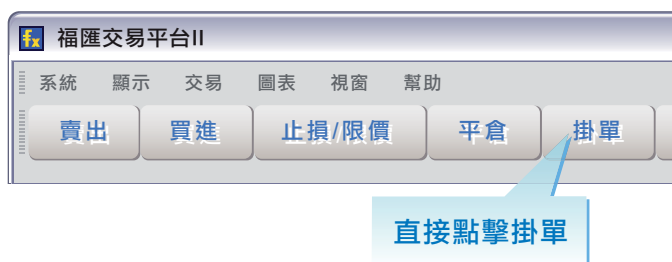 fx 福匯交易平台II
系統 顯示 交易 圖表 視窗 幫助
賣出 買進 止損/限價 平倉 掛單
直接點擊掛單